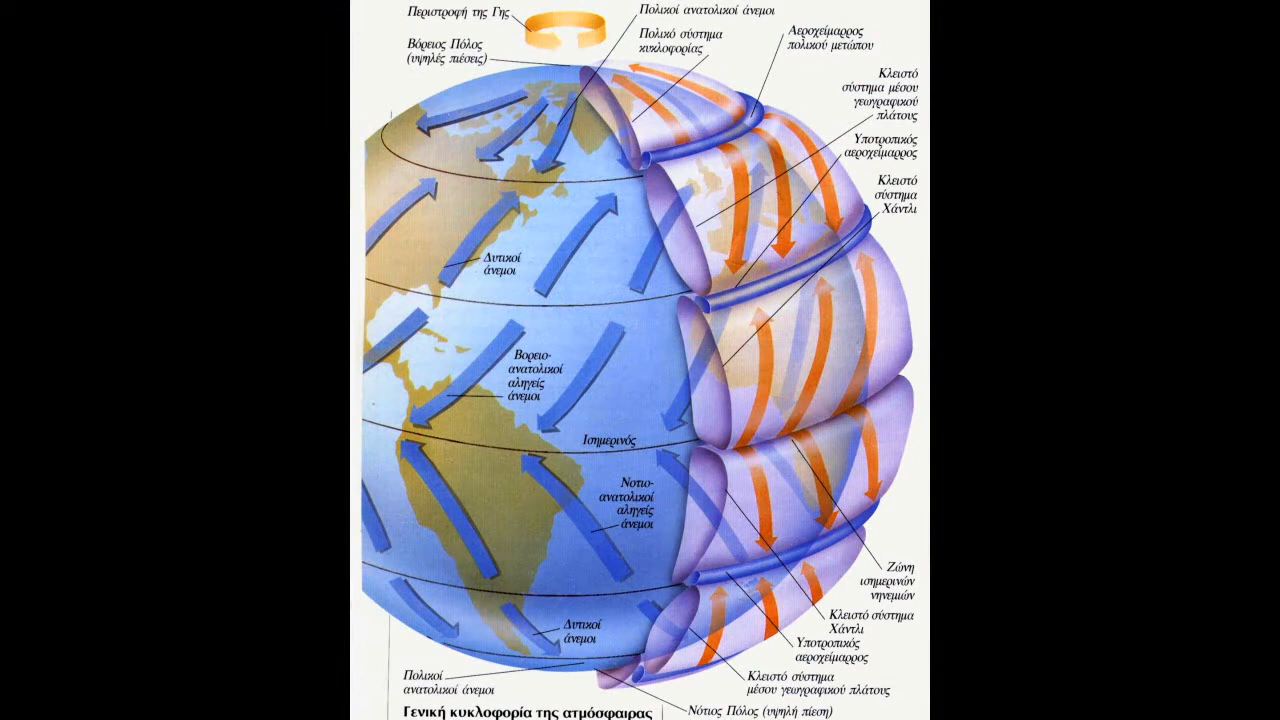 Περιστροφή της Γης
Πολικοί ανατολικοί άνεμοι
Βόρειος Πόλος
(υψηλές πιέσεις)
Πολικό σύστημα
κυκλοφορίας
Αεροχείμαρρος
πολικού μετώπου
Κλειστό
σύστημα μέσου
γεωγραφικού
πλάτους
Υποτροπικός
αεροχείμαρρος
Κλειστό
σύστημα
Χάντλι
Δυτικοί
άνεμοι
Βορειο-
ανατολικοί
αληγείς
άνεμοι
Ισημερινός
Νοτιο-
ανατολικοί
αληγείς
άνεμοι
Ζώνη
ισημερινών
νηνεμιών
Κλειστό σύστημα
Χάντλι
Δυτικοί
άνεμοι
Υποτροπικός
αεροχείμαρρος
Πολικοί
ανατολικοί άνεμοι
Κλειστό σύστημα
μέσου γεωγραφικού πλάτους
Νότιος Πόλος (υψηλή πίεση)
Γενική κυκλοφορία της ατμόσφαιρας